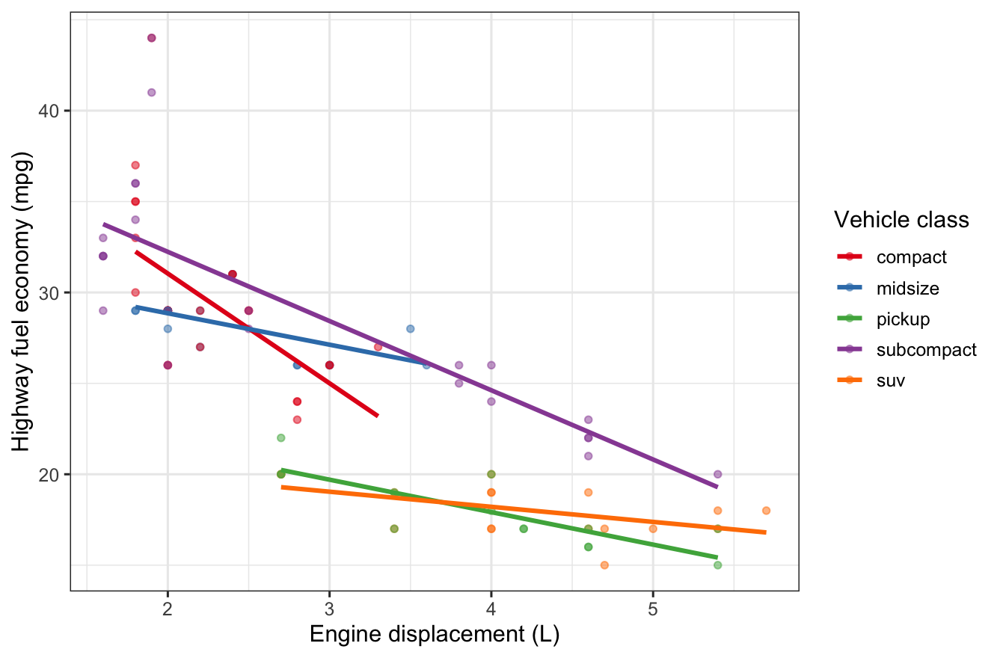 40
30
20
Highway fuel economy (mpg)
2 3 4 5
Engine displacement (L)
Vehicle class
compact
midsize
pickup
subcompact
suv